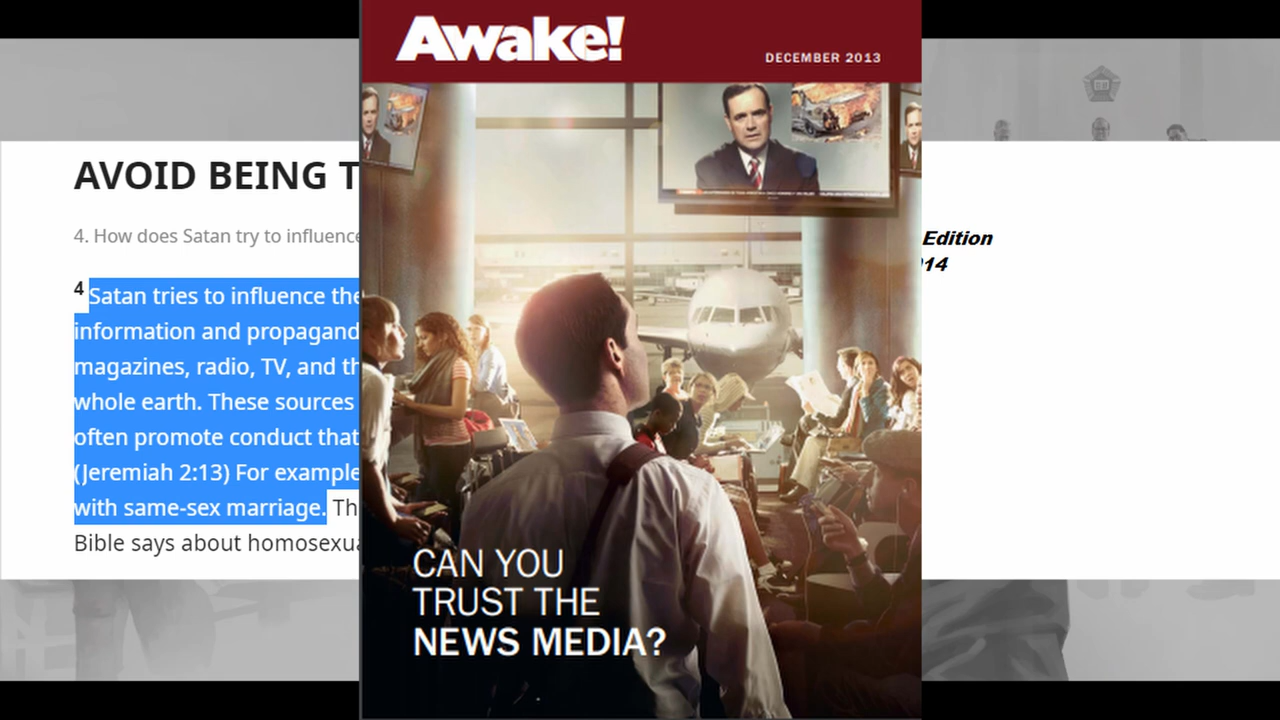 Awake!
DECEMBER 2013
CAN YOU
TRUST THE
NEWS MEDIA?
AVOID BEING T
4. How does Satan try to influence
4 Satan tries to influence the
information and propagand
magazines, radio, TV, and th
whole earth. These sources
often promote conduct that
(Jeremiah 2:13) For example
with same-sex marriage. Th
Bible says about homosexua
Edition
14